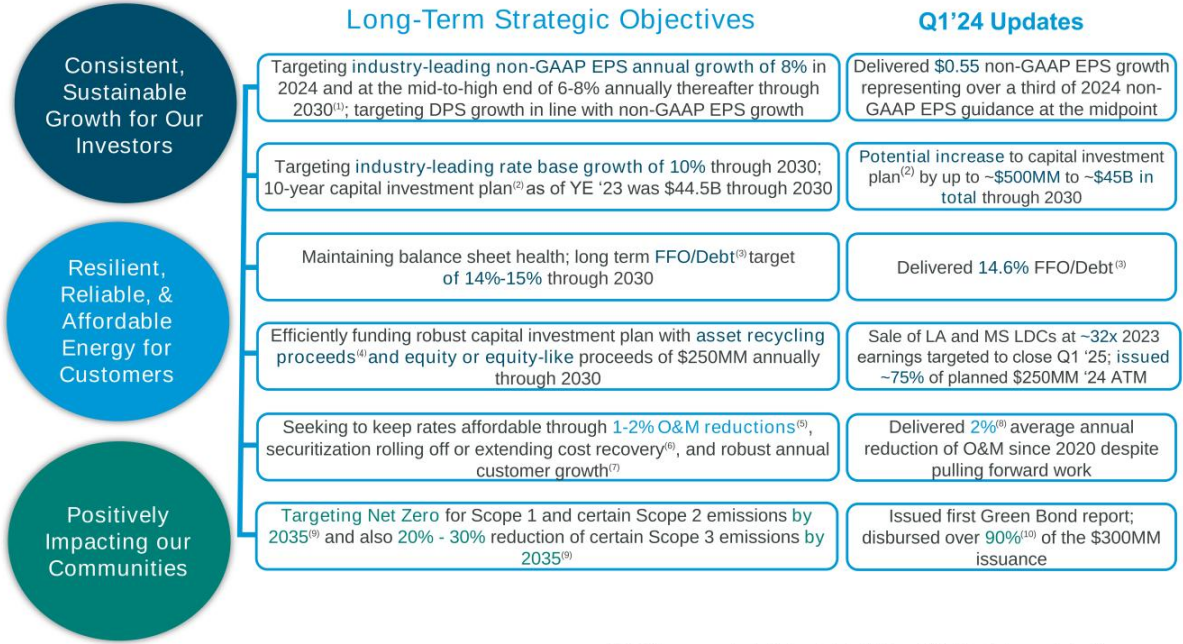 Long-Term Strategic Objectives
Q1’24 Updates
Consistent,
Sustainable
Growth for Our
Investors
Targeting industry-leading non-GAAP EPS annual growth of 8% in
2024 and at the mid-to-high end of 6-8% annually thereafter through
2030(1); targeting DPS growth in line with non-GAAP EPS growth
Delivered $0.55 non-GAAP EPS growth
representing over a third of 2024 non-
GAAP EPS guidance at the midpoint
Targeting industry-leading rate base growth of 10% through 2030;
10-year capital investment plan(2) as of YE ‘23 was $44.5B through 2030
Potential increase to capital investment
plan(2) by up to ~$500MM to ~$45B in
total through 2030
Resilient,
Reliable, &
Affordable
Energy for
Customers
Maintaining balance sheet health; long term FFO/Debt(3) target
of 14%-15% through 2030
Delivered 14.6% FFO/Debt(3)
Efficiently funding robust capital investment plan with asset recycling
proceeds(4) and equity or equity-like proceeds of $250MM annually
through 2030
Sale of LA and MS LDCs at ~32x 2023
earnings targeted to close Q1 ‘25; issued
~75% of planned $250MM ‘24 ATM
Seeking to keep rates affordable through 1-2% O&M reductions(5),
securitization rolling off or extending cost recovery(6), and robust annual
customer growth(7)
Delivered 2%(8) average annual
reduction of O&M since 2020 despite
pulling forward work
Positively
Impacting our
Communities
Targeting Net Zero for Scope 1 and certain Scope 2 emissions by
2035(9) and also 20% - 30% reduction of certain Scope 3 emissions by
2035(9)
Issued first Green Bond report;
disbursed over 90%(10) of the $300MM
issuance